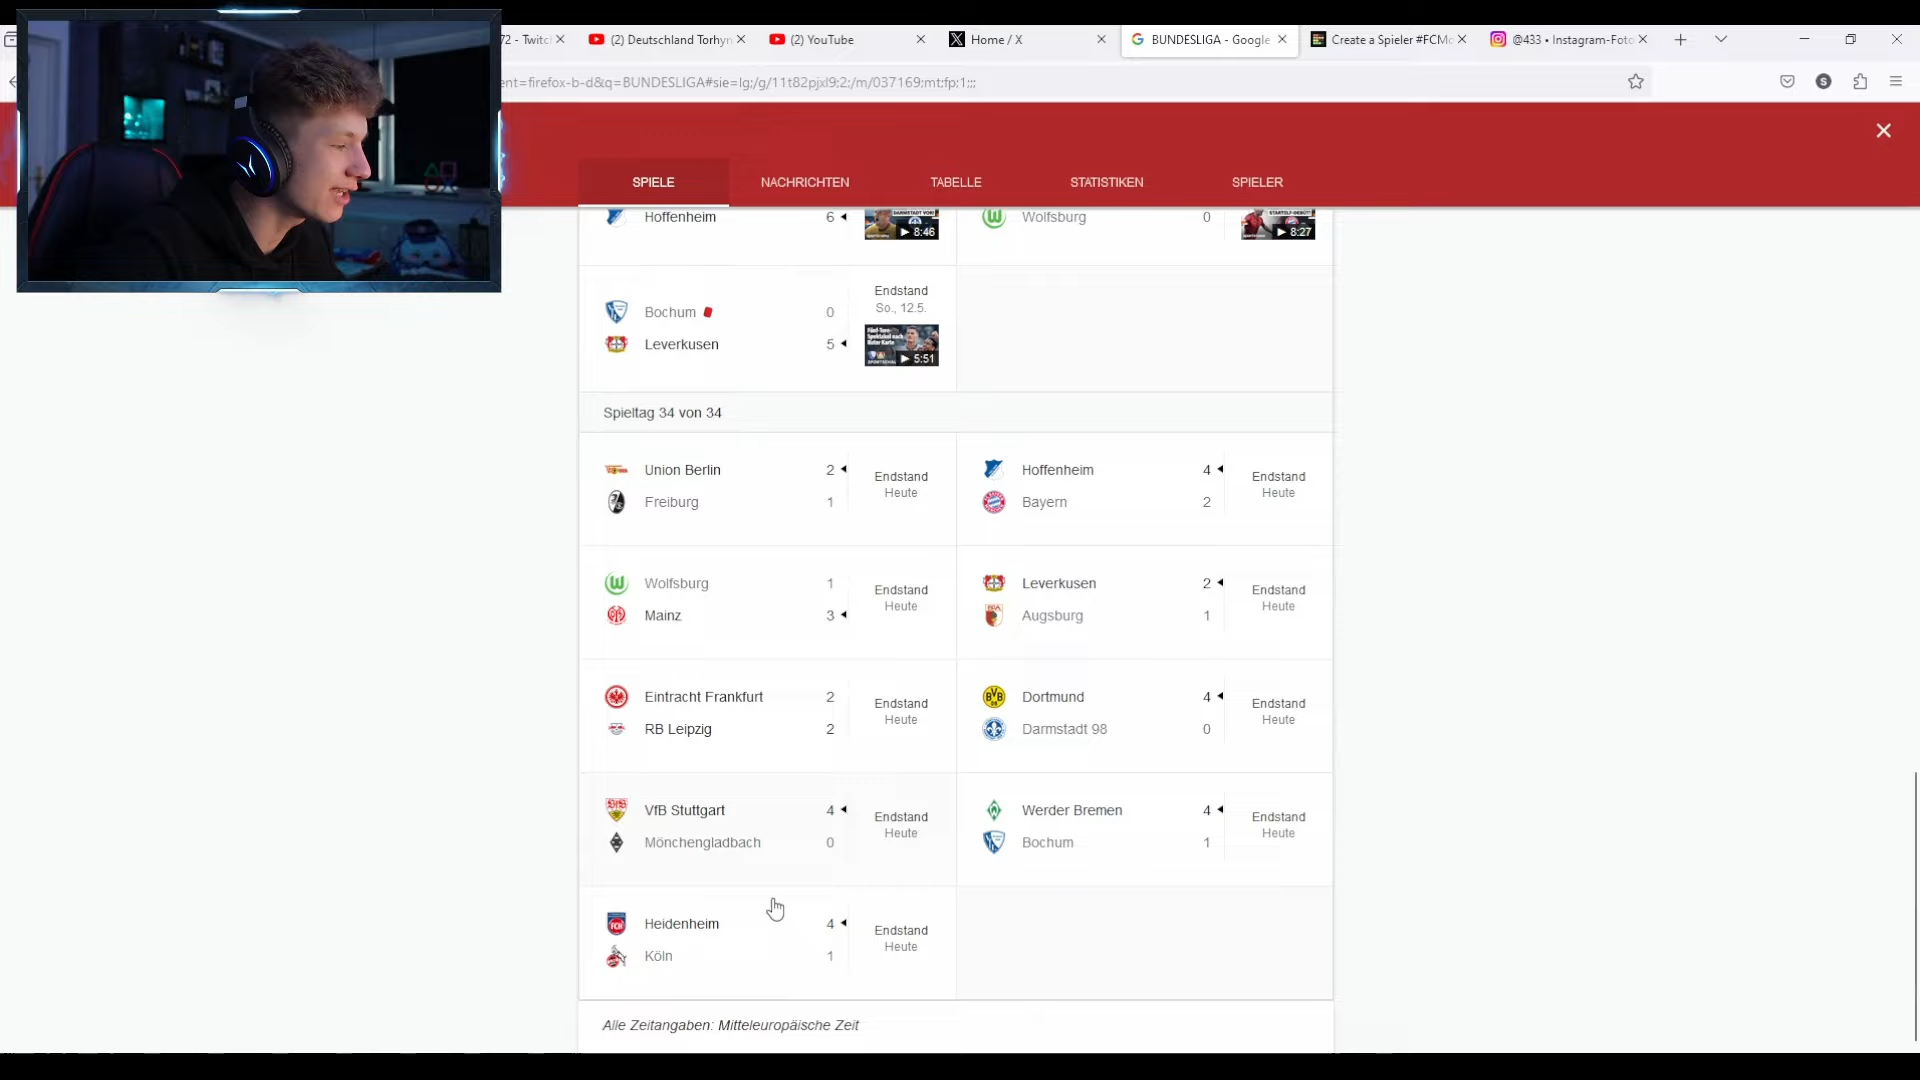 72 - Twitc
(2) Deutschland Torhyn
(2) YouTube
Home / X
BUNDESLIGA - Google
Create a Spieler #FCMo
@433 • Instagram-Foto
ent=firefox-b-d&q=BUNDESLIGA#sie=lg;/g/11t82pjxl9;2;/m/037169;mt;fp;1;;;
SPIELE
NACHRICHTEN
TABELLE
STATISTIKEN
SPIELER
Hoffenheim 6
8:46
Wolfsburg 0
8:27
Bochum 0
Leverkusen 5
Endstand
So., 12.5.
5:51
Spieltag 34 von 34
Union Berlin 2
Freiburg 1
Endstand
Heute
Hoffenheim 4
Bayern 2
Endstand
Heute
Wolfsburg 1
Mainz 3
Endstand
Heute
Leverkusen 2
Augsburg 1
Endstand
Heute
Eintracht Frankfurt 2
RB Leipzig 2
Endstand
Heute
Dortmund 4
Darmstadt 98 0
Endstand
Heute
VfB Stuttgart 4
Mönchengladbach 0
Endstand
Heute
Werder Bremen 4
Bochum 1
Endstand
Heute
Heidenheim 4
Köln 1
Endstand
Heute
Alle Zeitangaben: Mitteleuropäische Zeit